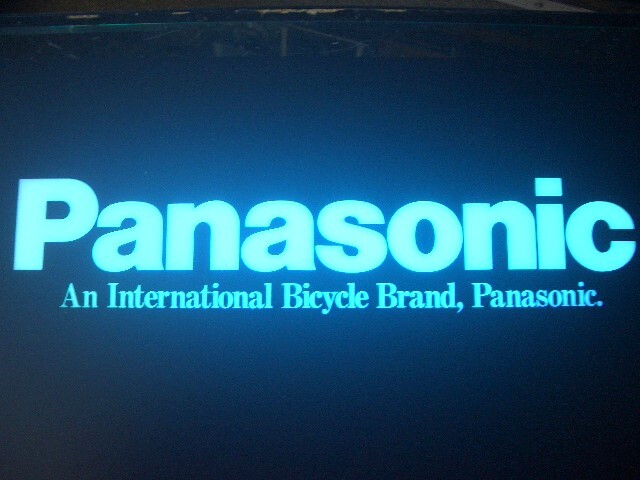 Panasonic
An International Bicycle Brand, Panasonic.